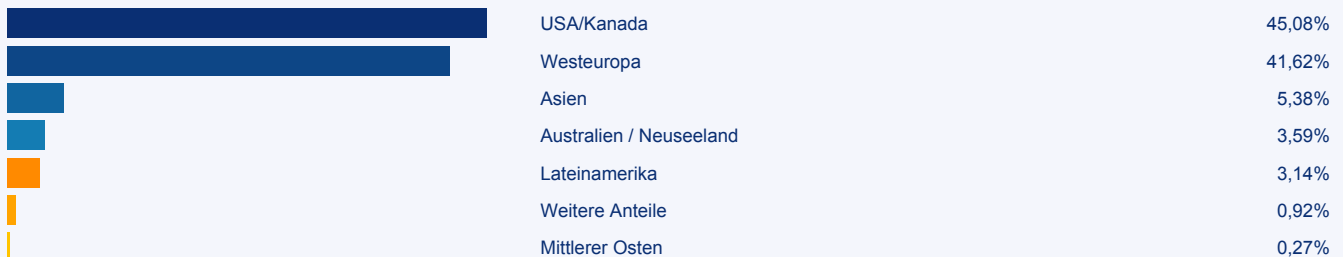 USA/Kanada 45,08%
Westeuropa 41,62%
Asien 5,38%
Australien / Neuseeland 3,59%
Lateinamerika 3,14%
Weitere Anteile 0,92%
Mittlerer Osten 0,27%